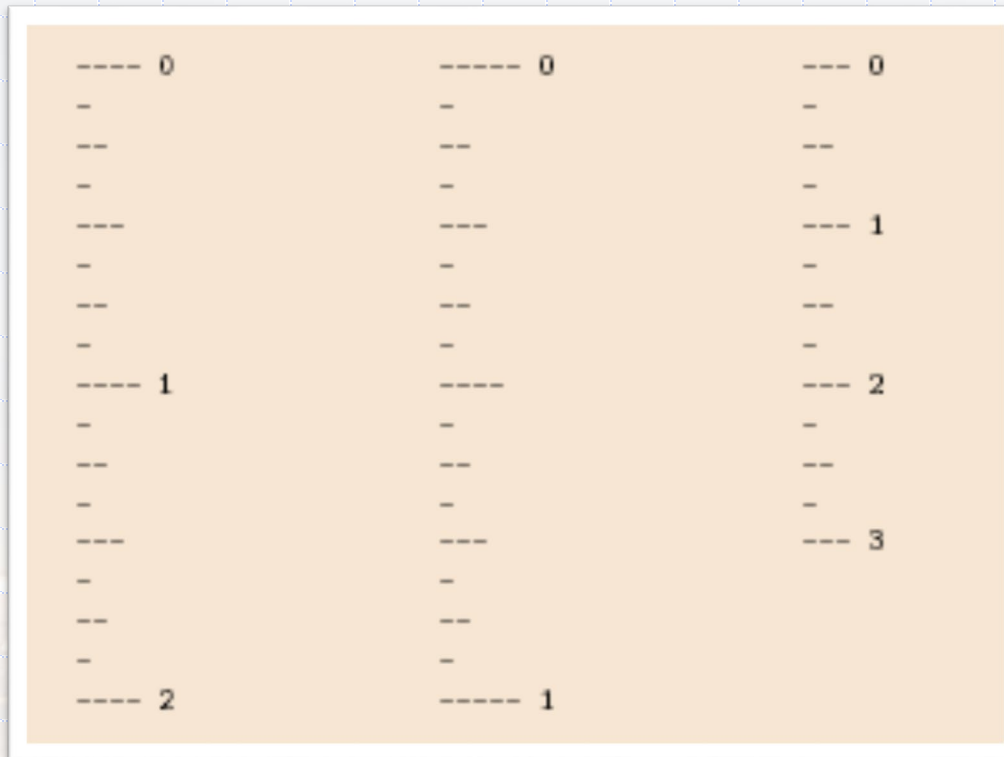 ---- 0    ----- 0    --- 0
-         -          -
--        --         --
-         -          -
---       ---        --- 1
-         -          -
--        --         --
-         -          -
---- 1    ----       --- 2
-         -          -
--        --         --
-         -          -
---       ---        --- 3
-         -
--        --
-         -
---- 2    ----- 1